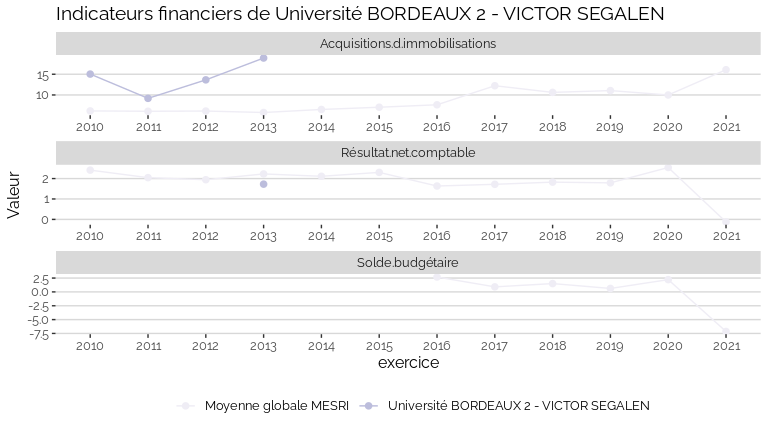 Indicateurs financiers de Université BORDEAUX 2 - VICTOR SEGALEN
Acquisitions.d.immobilisations
15
10
2010 2011 2012 2013 2014 2015 2016 2017 2018 2019 2020 2021
Résultat.net.comptable
2
1
0
2010 2011 2012 2013 2014 2015 2016 2017 2018 2019 2020 2021
Valeur
Solde.budgétaire
2.5
0.0
-2.5
-5.0
-7.5
2010 2011 2012 2013 2014 2015 2016 2017 2018 2019 2020 2021
exercice
Moyenne globale MESRI Université BORDEAUX 2 - VICTOR SEGALEN